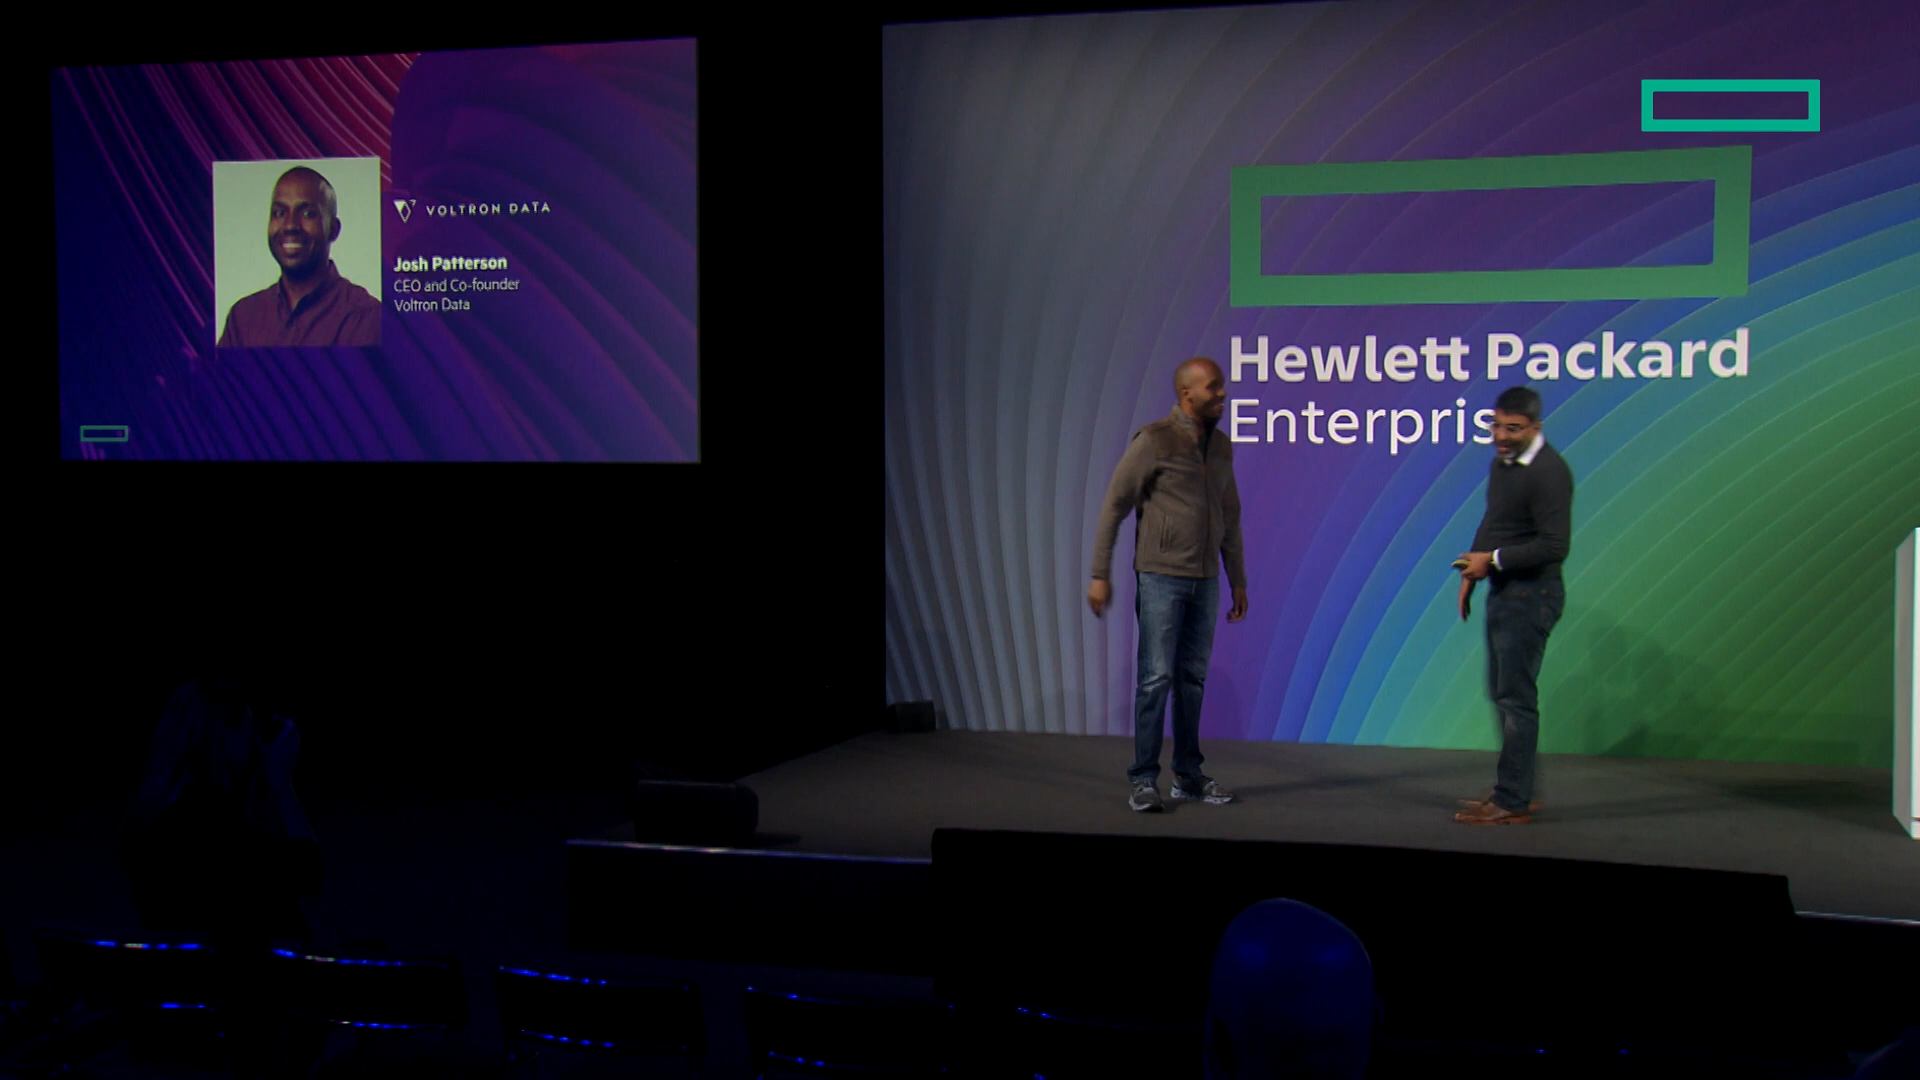 VOLTRON DATA
Josh Patterson
CEO and Co-founder
Voltron Data
Hewlett Packard
Enterpris